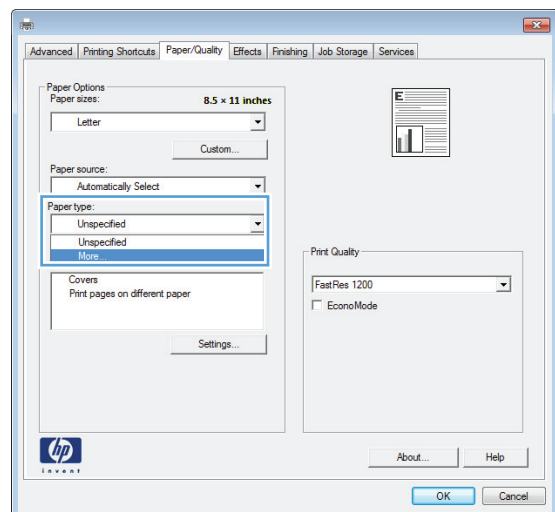 Advanced Printing Shortcuts Paper/Quality Effects Finishing Job Storage Services
Paper Options
Paper sizes: 8.5 × 11 inches
Letter
Custom...
Paper source:
Automatically Select
Paper type:
Unspecified
Unspecified
More...
Covers
Print pages on different paper
Settings...
E
Print Quality
FastRes 1200
EconoMode
hp
invent
About... Help
OK Cancel